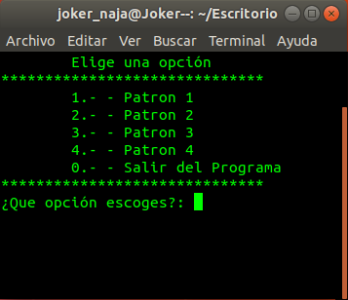 joker_naja@Joker--: ~/Escritorio
Archivo Editar Ver Buscar Terminal Ayuda
Elige una opción
******************************
1.- - Patron 1
2.- - Patron 2
3.- - Patron 3
4.- - Patron 4
0.- - Salir del Programa
******************************
¿Que opción escoges?: